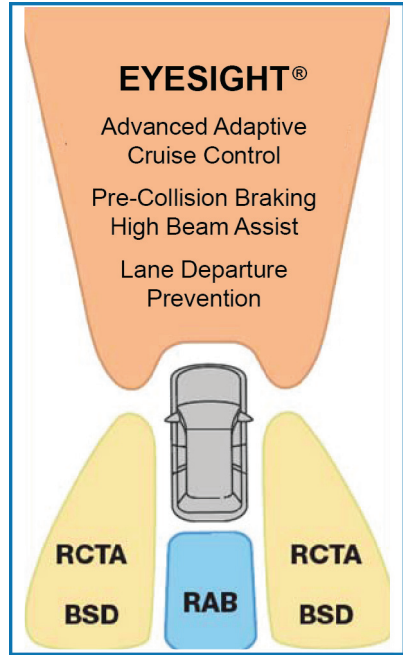 EYESIGHT®
Advanced Adaptive
Cruise Control
Pre-Collision Braking
High Beam Assist
Lane Departure
Prevention
RCTA
RCTA
BSD
RAB
BSD